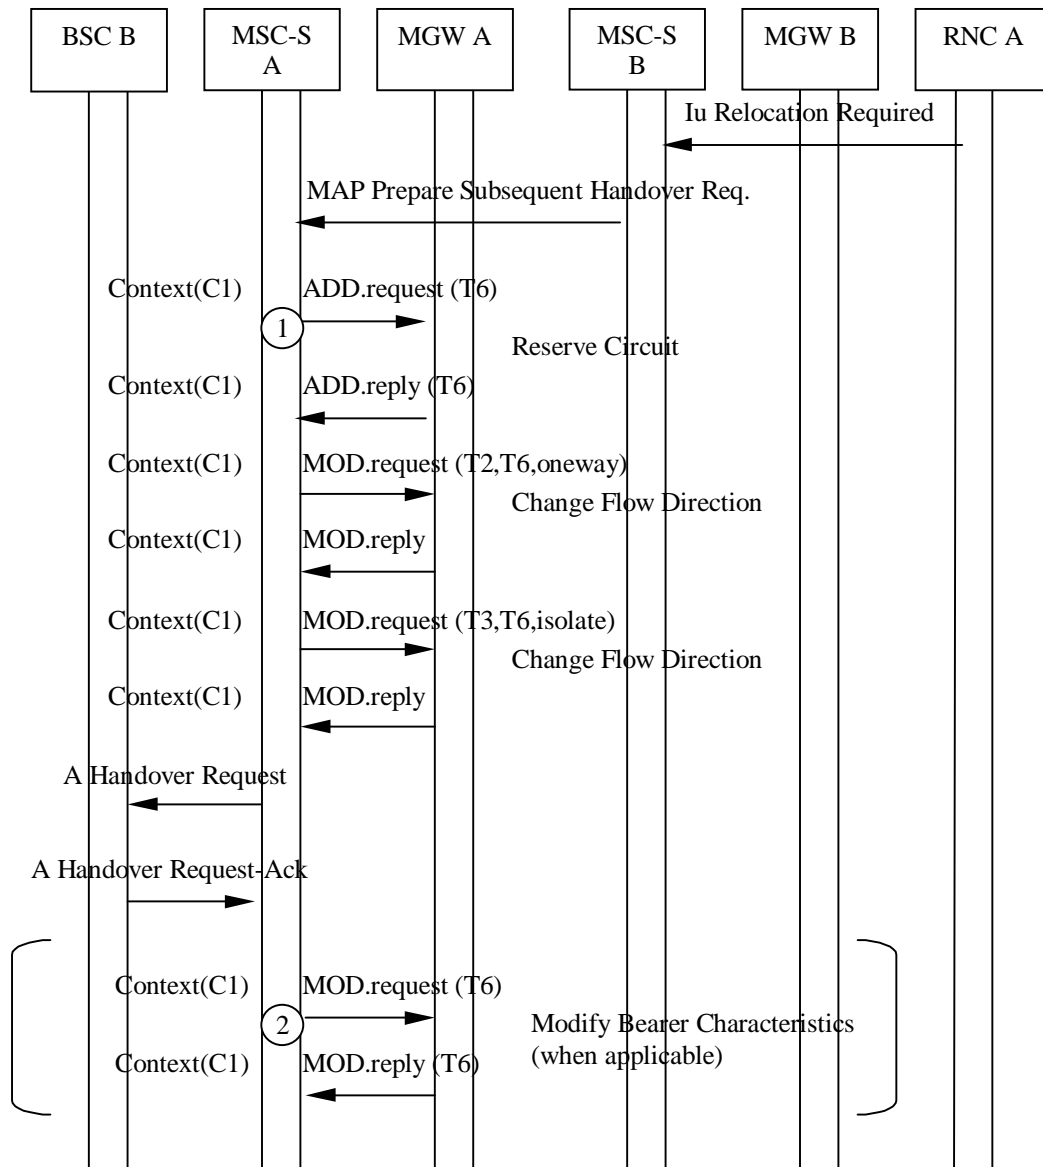 BSC B
MSC-S
A
MGW A
MSC-S
B
MGW B
RNC A
Iu Relocation Required
MAP Prepare Subsequent Handover Req.
Context(C1) ADD.request (T6)
1
Reserve Circuit
Context(C1) ADD.reply (T6)
Context(C1) MOD.request (T2,T6,oneway)
Change Flow Direction
Context(C1) MOD.reply
Context(C1) MOD.request (T3,T6,isolate)
Change Flow Direction
Context(C1) MOD.reply
A Handover Request
A Handover Request-Ack
Context(C1) MOD.request (T6)
2
Modify Bearer Characteristics
(when applicable)
Context(C1) MOD.reply (T6)